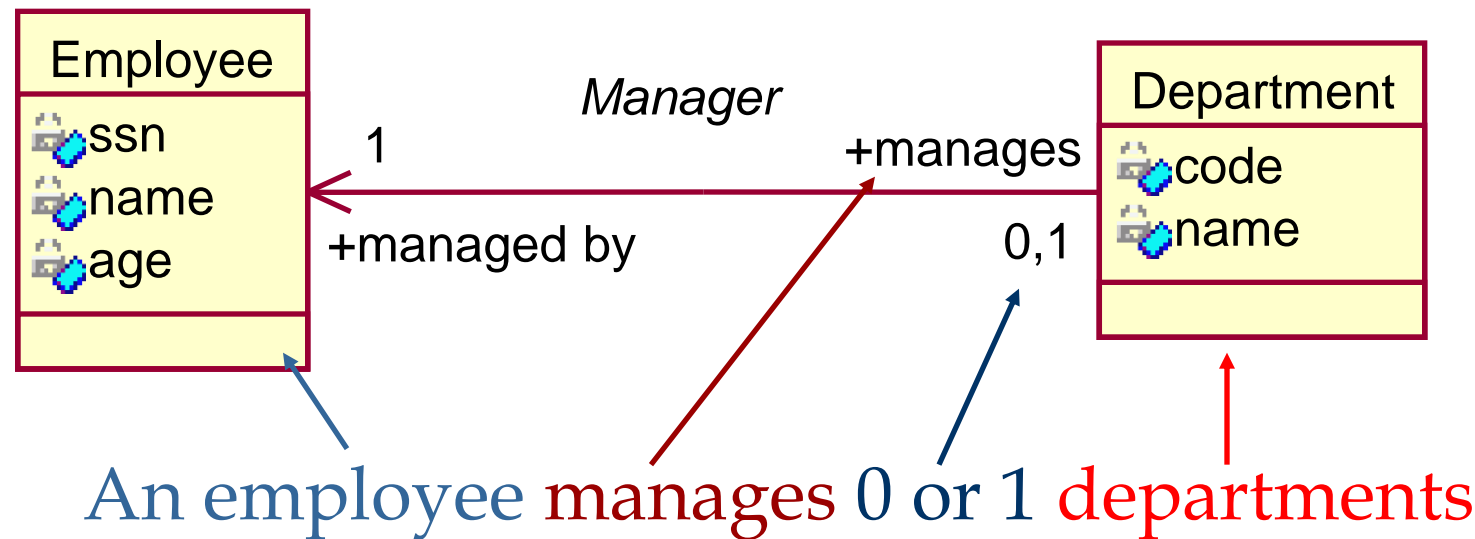 Employee
ssn
name
age
Manager
1
+manages
+managed by
0,1
Department
code
name
An employee manages 0 or 1 departments